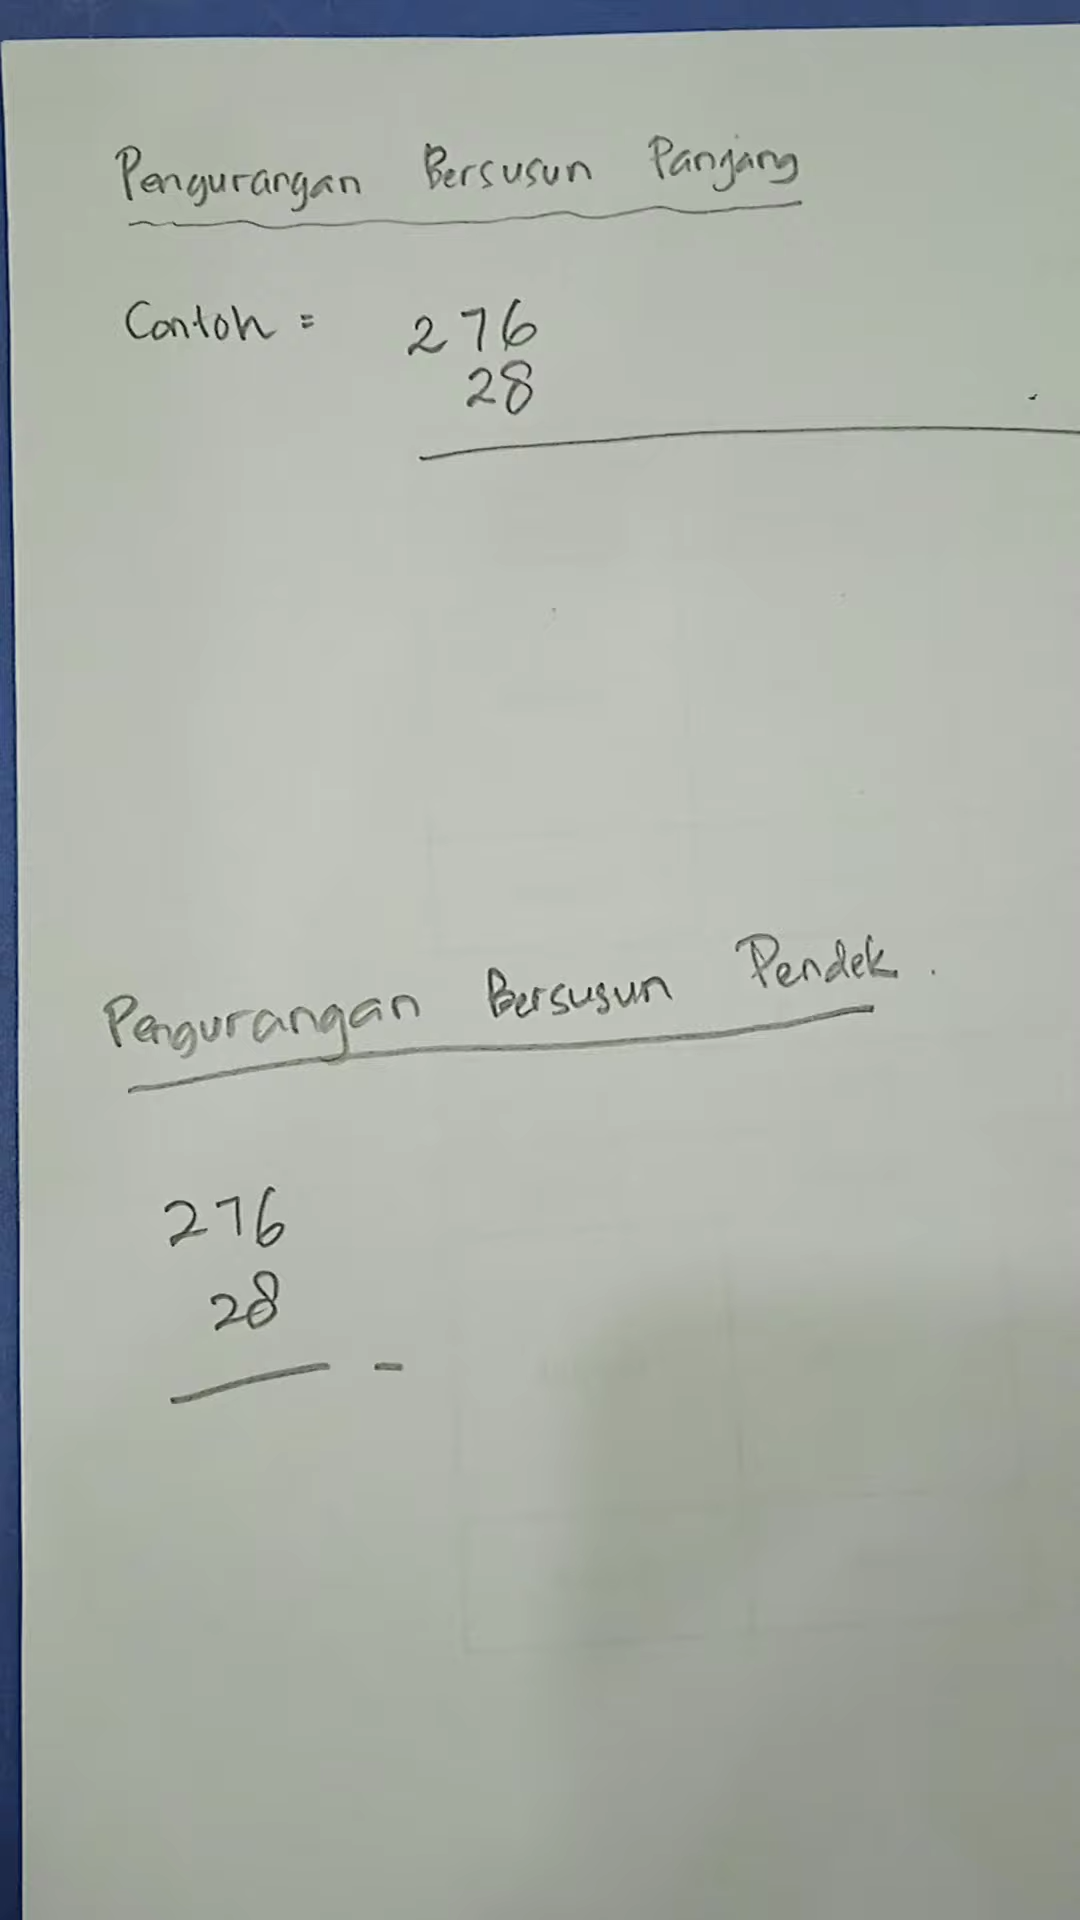 Pengurangan Bersusun Panjang
Contoh = 276
28
Pengurangan Bersusun Pendek.
276
28
-